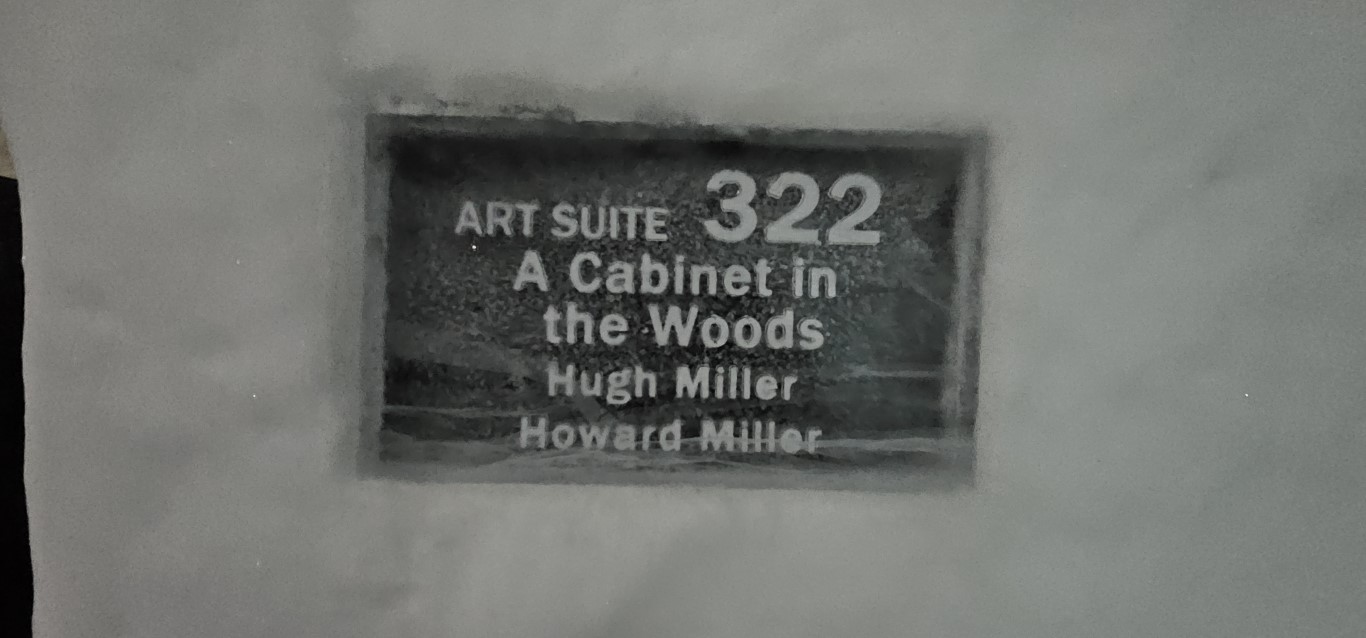 ART SUITE 322
A Cabinet in
the Woods
Hugh Miller
Howard Miller